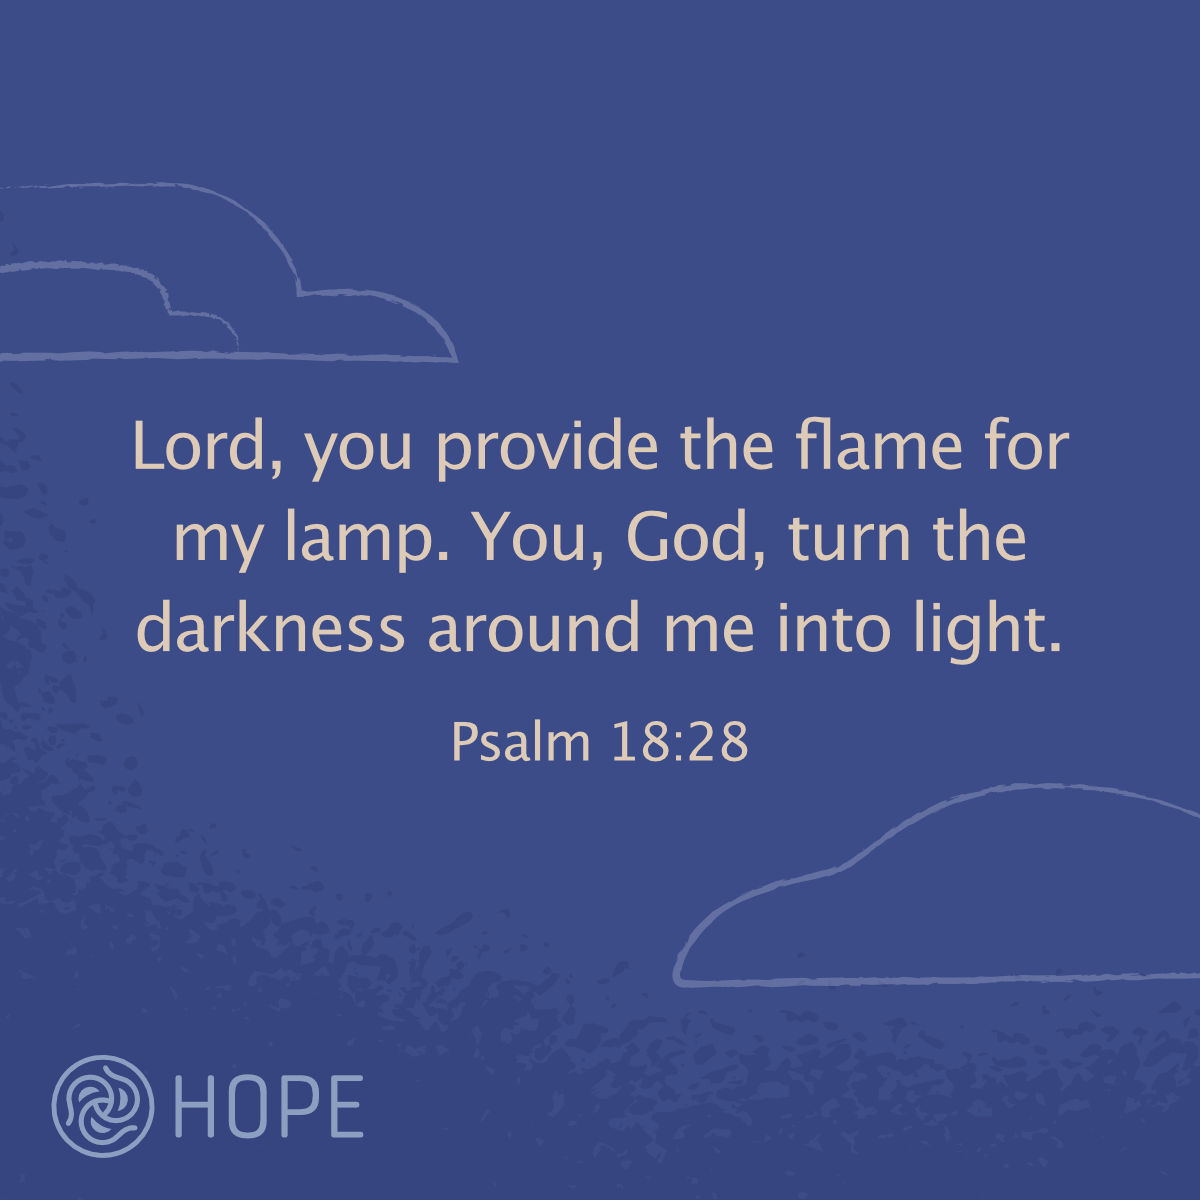 Lord, you provide the flame for
my lamp. You, God, turn the
darkness around me into light.
Psalm 18:28
HOPE